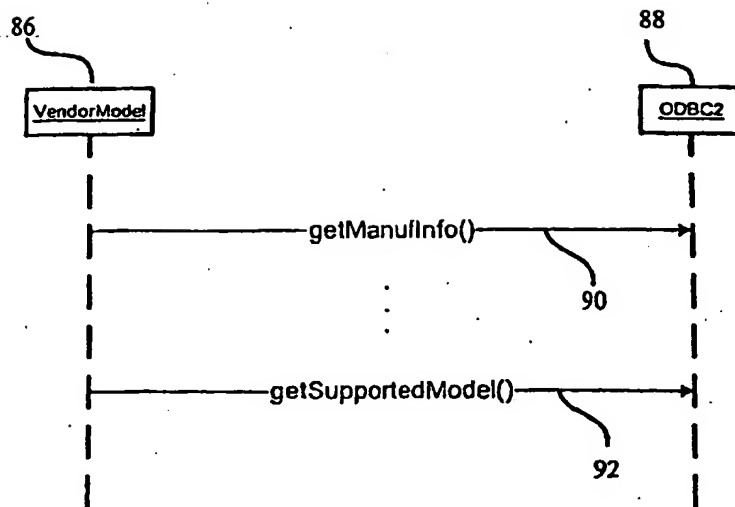 86
88
VendorModel
ODBC2
getManufInfo()
90
getSupportedModel()
92